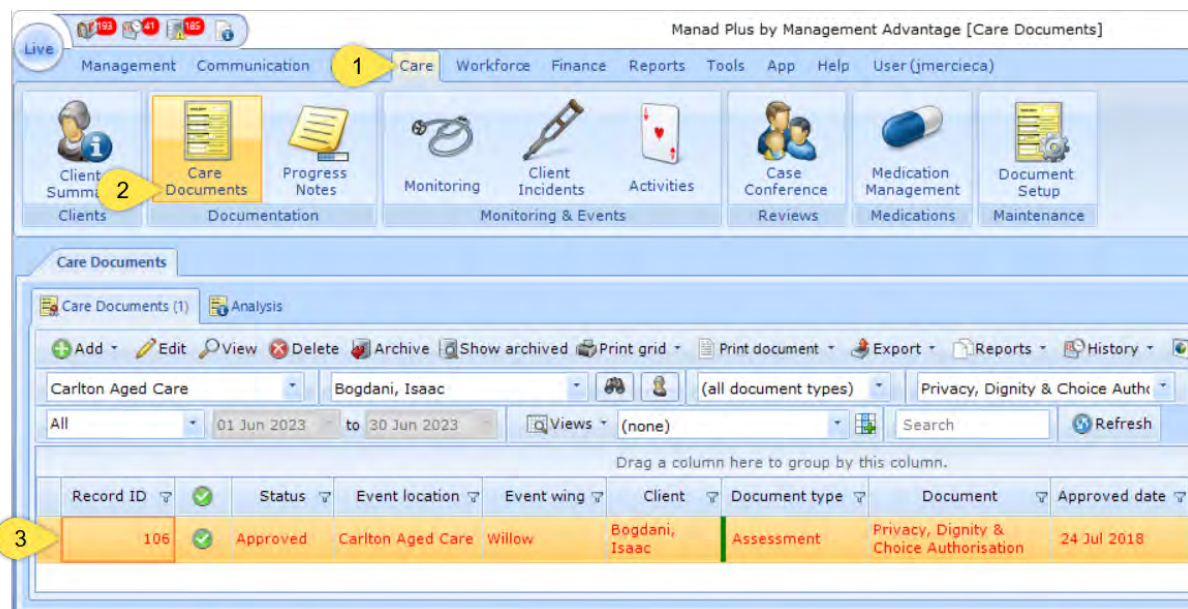 193 41 185
Manad Plus by Management Advantage [Care Documents]
Live
Management Communication Care Workforce Finance Reports Tools App Help User (jmercieca)
1
Client Summa
Care Documents
Progress Notes
Monitoring
Client Incidents
Activities
Case Conference
Medication Management
Document Setup
2
Clients Documentation Monitoring & Events Reviews Medications Maintenance
Care Documents
Care Documents (1) Analysis
Add Edit View Delete Archive Show archived Print grid Print document Export Reports History
Carlton Aged Care Bogdani, Isaac (all document types) Privacy, Dignity & Choice Autho
All 01 Jun 2023 to 30 Jun 2023 Views (none) Search Refresh
Drag a column here to group by this column.
Record ID Status Event location Event wing Client Document type Document Approved date
3
106 Approved Carlton Aged Care Willow Bogdani, Isaac Assessment Privacy, Dignity & Choice Authorisation 24 Jul 2018